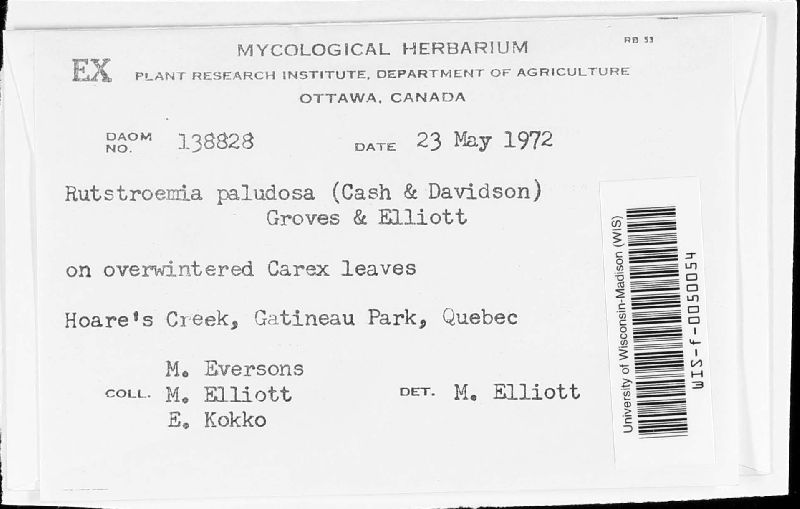 RB 53
MYCOLOGICAL HERBARIUM
EX PLANT RESEARCH INSTITUTE, DEPARTMENT OF AGRICULTURE
OTTAWA, CANADA
DAOM NO. 138828 DATE 23 May 1972
Rutstroemia paludosa (Cash & Davidson)
Groves & Elliott
on overwintered Carex leaves
Hoare's Creek, Gatineau Park, Quebec
M. Eversons
COLL. M. Elliott DET. M. Elliott
E. Kokko
University of Wisconsin-Madison (WIS)
WIS-f-0050054